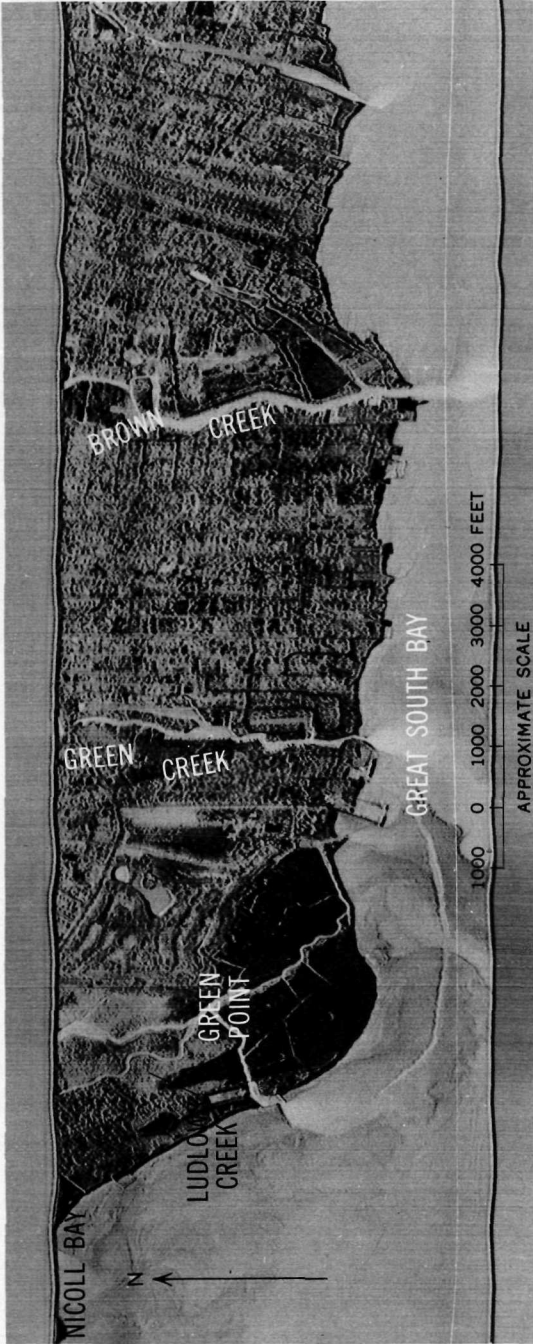 NICOLL BAY
N
LUDLOW
CREEK
GREEN
POINT
GREEN
CREEK
BROWN
CREEK
GREAT SOUTH BAY
1000 0 1000 2000 3000 4000 FEET
APPROXIMATE SCALE